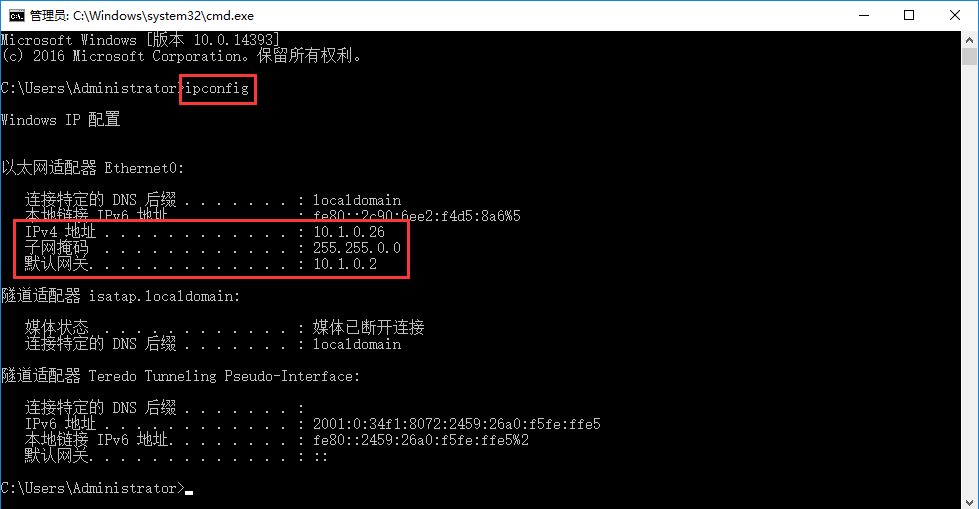 管理员: C:\Windows\system32\cmd.exe
Microsoft Windows [版本 10.0.14393]
(c) 2016 Microsoft Corporation。保留所有权利。
C:\Users\Administrator>ipconfig
Windows IP 配置
以太网适配器 Ethernet0:
连接特定的 DNS 后缀 . . . . . . . : localdomain
本地链接 IPv6 地址. . . . . . . . : fe80::2c90:6ee2:f4d5:8a6%5
IPv4 地址 . . . . . . . . . . . . : 10.1.0.26
子网掩码  . . . . . . . . . . . . : 255.255.0.0
默认网关. . . . . . . . . . . . . : 10.1.0.2
隧道适配器 isatap.localdomain:
媒体状态  . . . . . . . . . . . . : 媒体已断开连接
连接特定的 DNS 后缀 . . . . . . . : localdomain
隧道适配器 Teredo Tunneling Pseudo-Interface:
连接特定的 DNS 后缀 . . . . . . . :
IPv6 地址 . . . . . . . . . . . . : 2001:0:34f1:8072:2459:26a0:f5fe:ffe5
本地链接 IPv6 地址. . . . . . . . : fe80::2459:26a0:f5fe:ffe5%2
默认网关. . . . . . . . . . . . . : ::
C:\Users\Administrator>